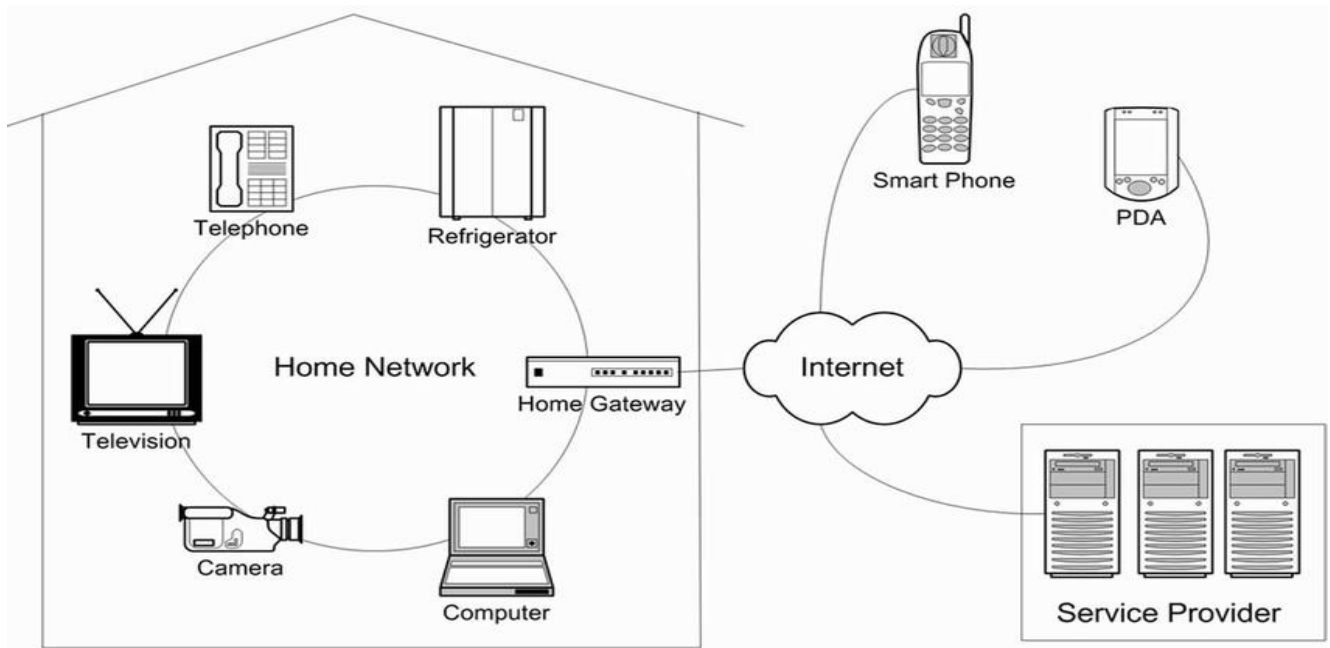 Telephone
Refrigerator
Smart Phone
PDA
Television
Home Network
Home Gateway
Internet
Camera
Computer
Service Provider